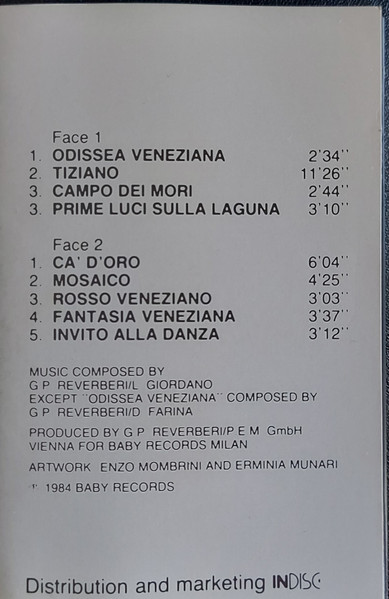 Face 1
1. ODISSEA VENEZIANA 2'34''
2. TIZIANO 11'26''
3. CAMPO DEI MORI 2'44''
3. PRIME LUCI SULLA LAGUNA 3'10''
Face 2
1. CA' D'ORO 6'04''
2. MOSAICO 4'25''
3. ROSSO VENEZIANO 3'03''
4. FANTASIA VENEZIANA 3'37''
5. INVITO ALLA DANZA 3'12''
MUSIC COMPOSED BY
G P REVERBERI/L GIORDANO
EXCEPT "ODISSEA VENEZIANA" COMPOSED BY
G P REVERBERI/D FARINA
PRODUCED BY G P REVERBERI/P E M GmbH
VIENNA FOR BABY RECORDS MILAN
ARTWORK ENZO MOMBRINI AND ERMINIA MUNARI
℗ 1984 BABY RECORDS
Distribution and marketing INDISC